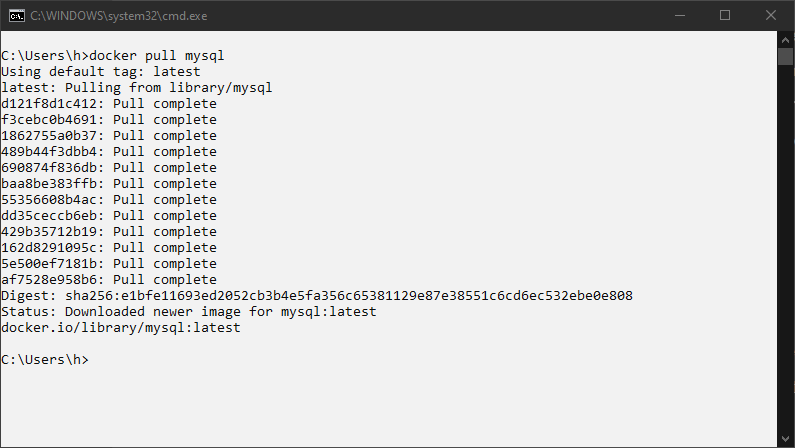 C:\WINDOWS\system32\cmd.exe
C:\Users\h>docker pull mysql
Using default tag: latest
latest: Pulling from library/mysql
d121f8d1c412: Pull complete
f3cebc0b4691: Pull complete
1862755a0b37: Pull complete
489b44f3dbb4: Pull complete
690874f836db: Pull complete
baa8be383ffb: Pull complete
55356608b4ac: Pull complete
dd35ceccb6eb: Pull complete
429b35712b19: Pull complete
162d8291095c: Pull complete
5e500ef7181b: Pull complete
af7528e958b6: Pull complete
Digest: sha256:e1bfe11693ed2052cb3b4e5fa356c65381129e87e38551c6cd6ec532ebe0e808
Status: Downloaded newer image for mysql:latest
docker.io/library/mysql:latest
C:\Users\h>